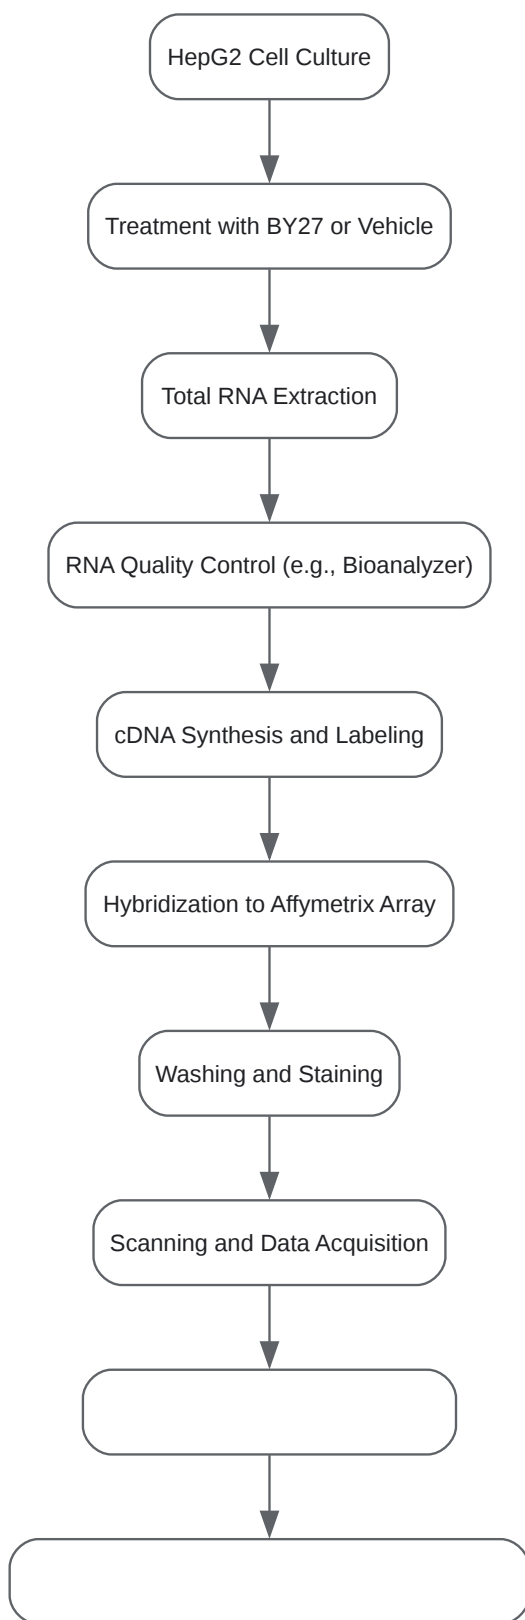 HepG2 Cell Culture
Treatment with BY27 or Vehicle
Total RNA Extraction
RNA Quality Control (e.g., Bioanalyzer)
cDNA Synthesis and Labeling
Hybridization to Affymetrix Array
Washing and Staining
Scanning and Data Acquisition